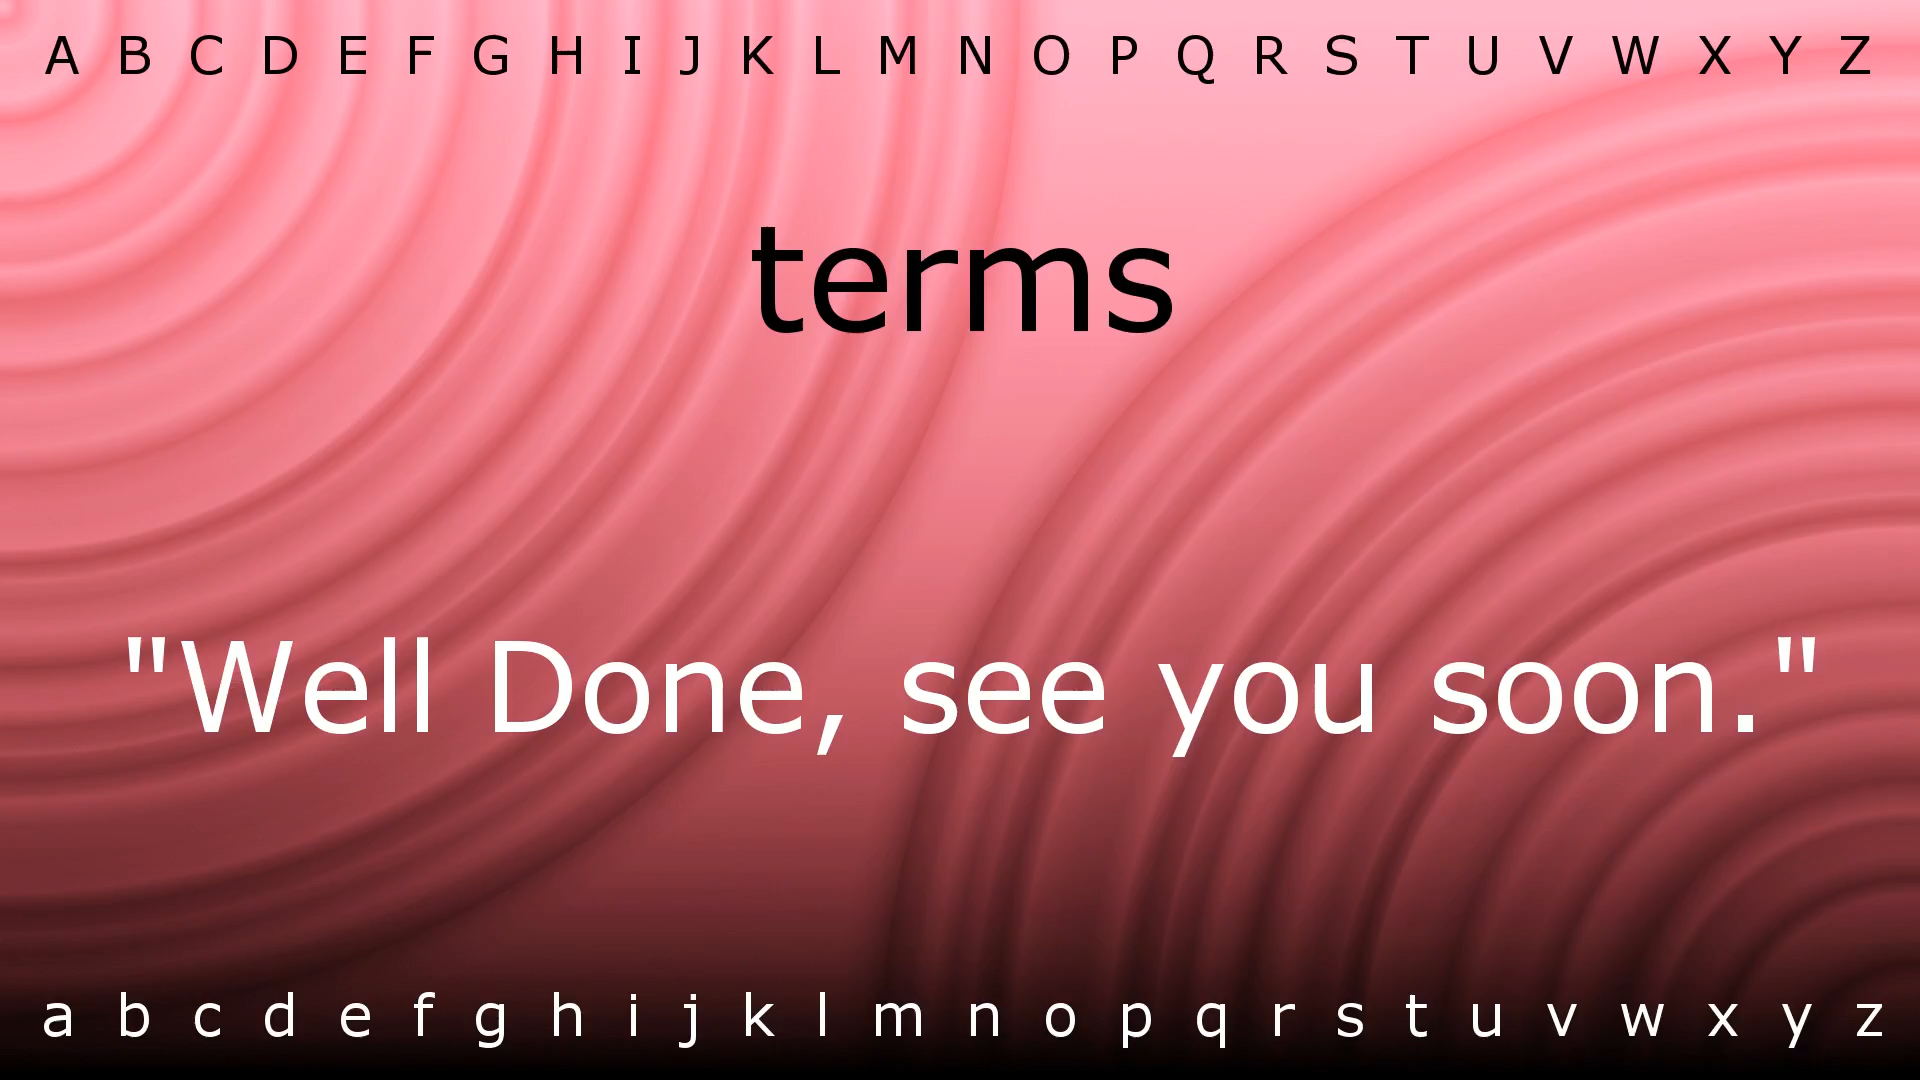 A B C D E F G H I J K L M N O P Q R S T U V W X Y Z
terms
"Well Done, see you soon."
a b c d e f g h i j k l m n o p q r s t u v w x y z